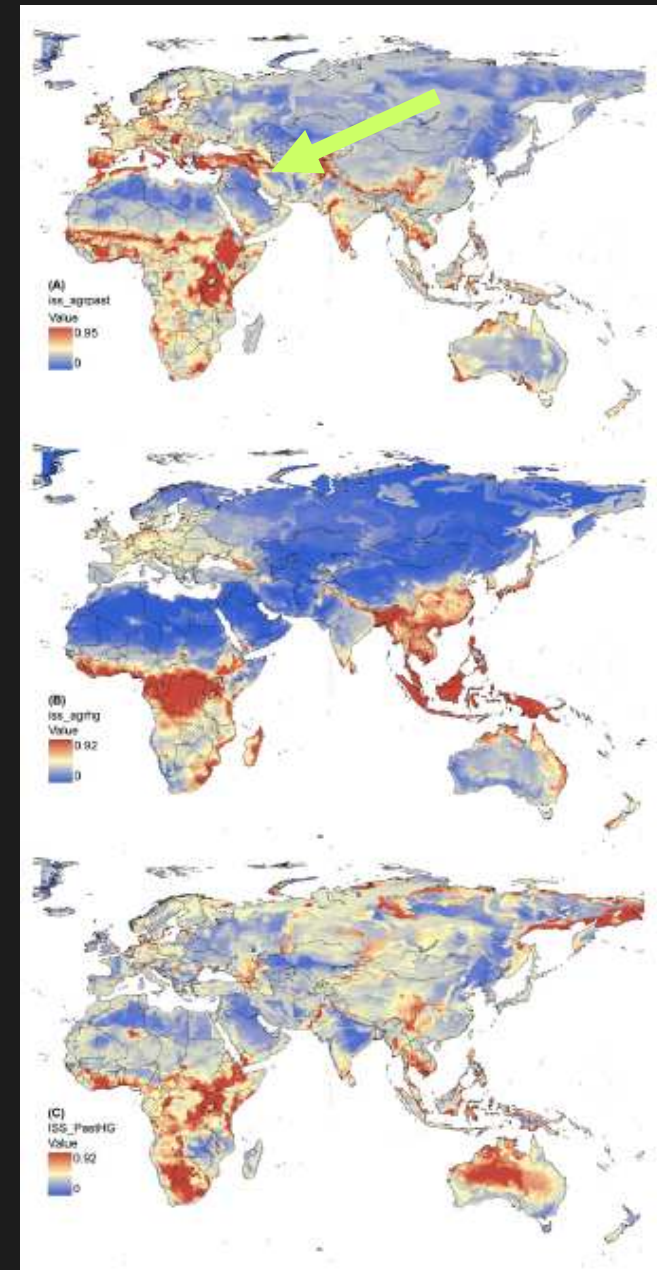 (A)
iss_agrpast
Value
0.95
0
(B)
iss_agrhg
Value
0.92
0
(C)
ISS_PastHG
Value
0.92
0